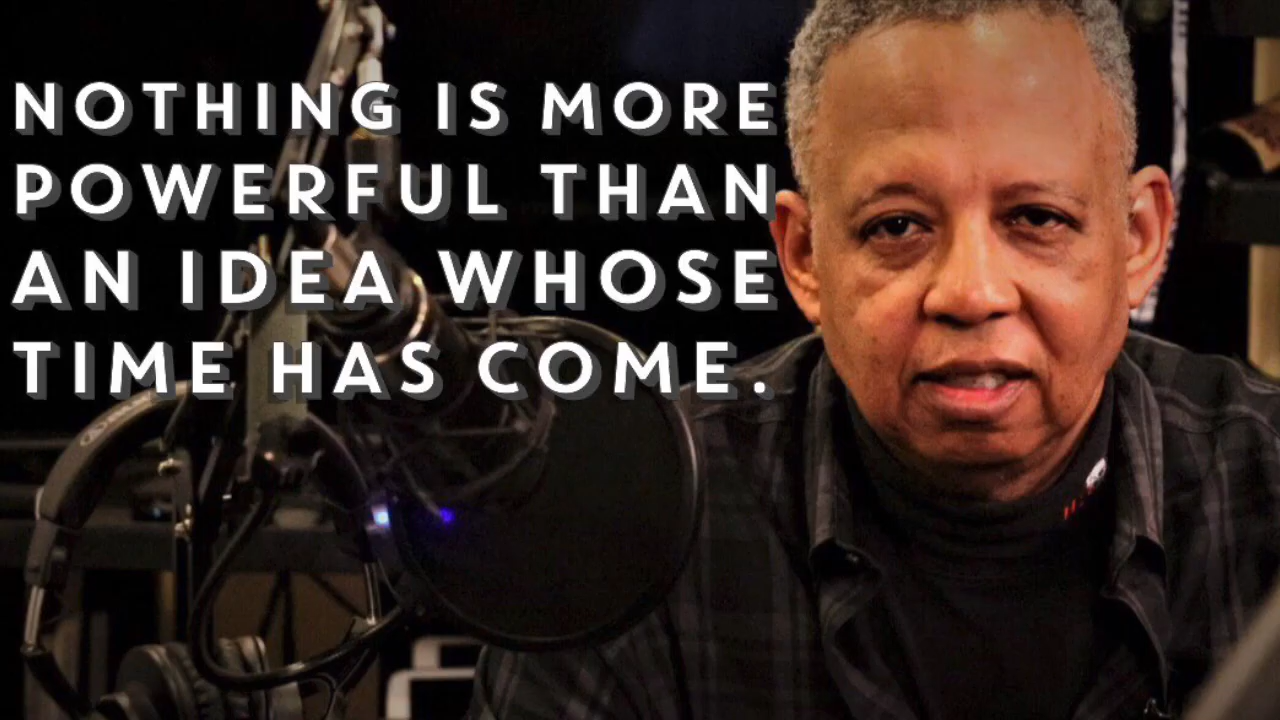 NOTHING IS MORE
POWERFUL THAN
AN IDEA WHOSE
TIME HAS COME.